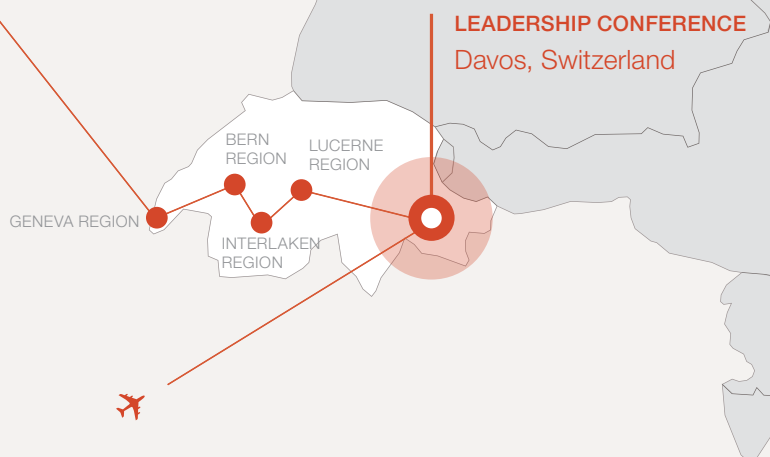 LEADERSHIP CONFERENCE
Davos, Switzerland
BERN
REGION
LUCERNE
REGION
GENEVA REGION
INTERLAKEN
REGION